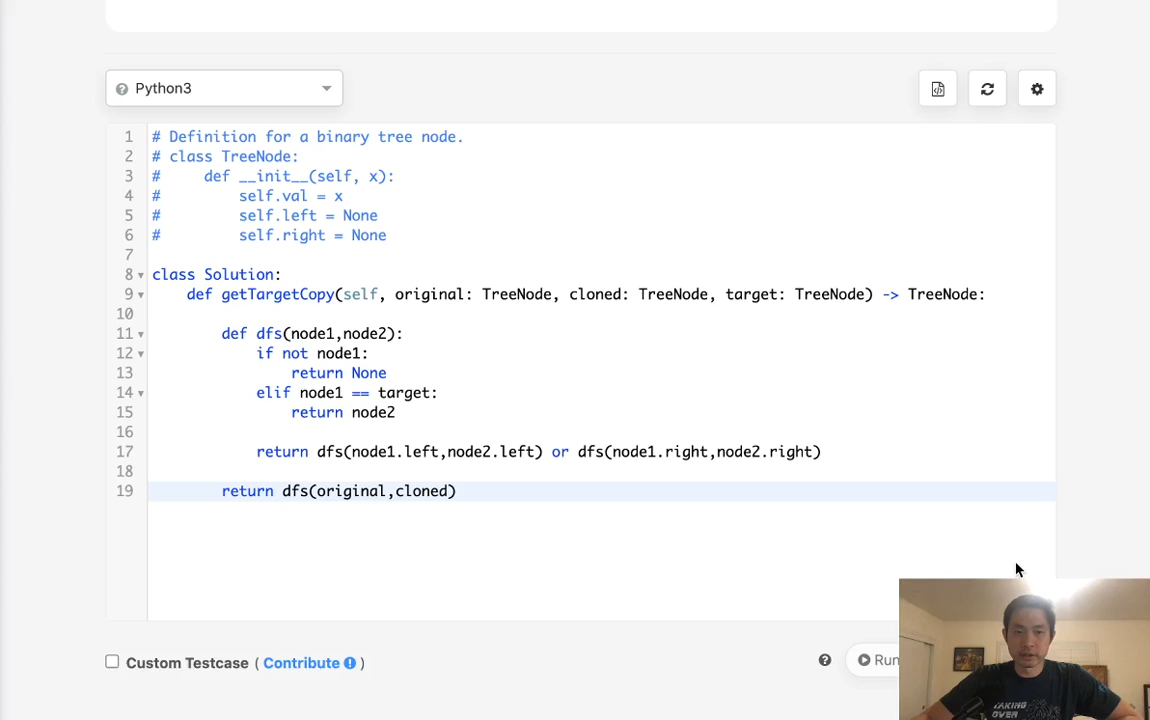 Python3
1 # Definition for a binary tree node.
2 # class TreeNode:
3 #     def __init__(self, x):
4 #         self.val = x
5 #         self.left = None
6 #         self.right = None
7
8 class Solution:
9     def getTargetCopy(self, original: TreeNode, cloned: TreeNode, target: TreeNode) -> TreeNode:
10
11         def dfs(node1,node2):
12             if not node1:
13                 return None
14             elif node1 == target:
15                 return node2
16
17             return dfs(node1.left,node2.left) or dfs(node1.right,node2.right)
18
19         return dfs(original,cloned)
Custom Testcase ( Contribute )
Run
TAKING
OVER